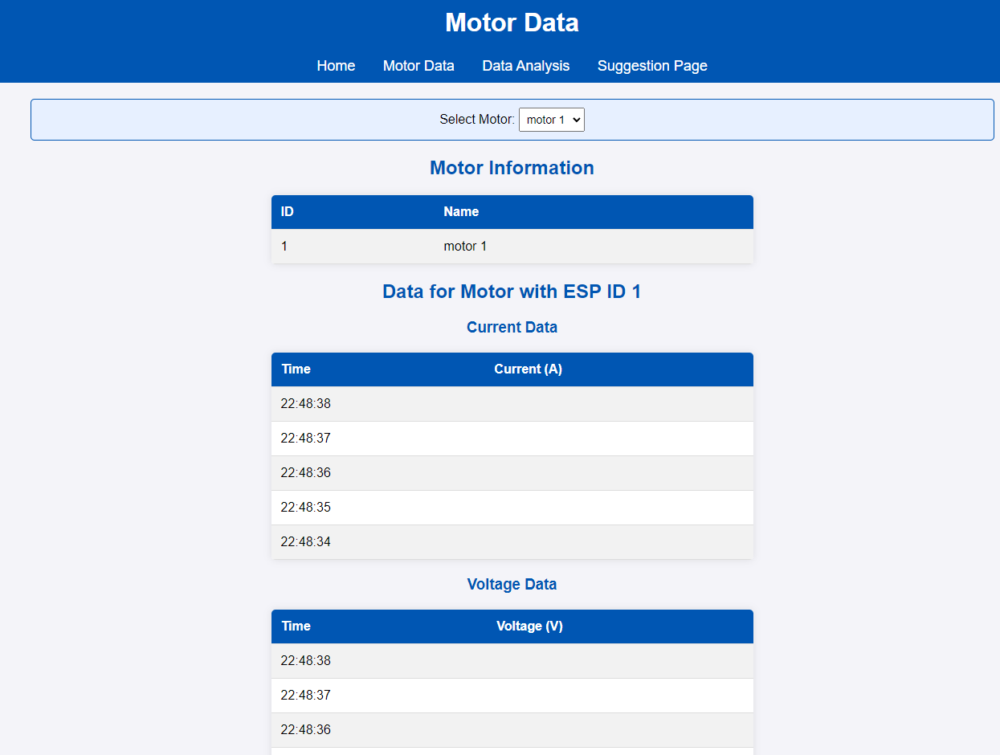 Motor Data
Home Motor Data Data Analysis Suggestion Page
Select Motor: motor 1
Motor Information
ID Name
1 motor 1
Data for Motor with ESP ID 1
Current Data
Time Current (A)
22:48:38
22:48:37
22:48:36
22:48:35
22:48:34
Voltage Data
Time Voltage (V)
22:48:38
22:48:37
22:48:36